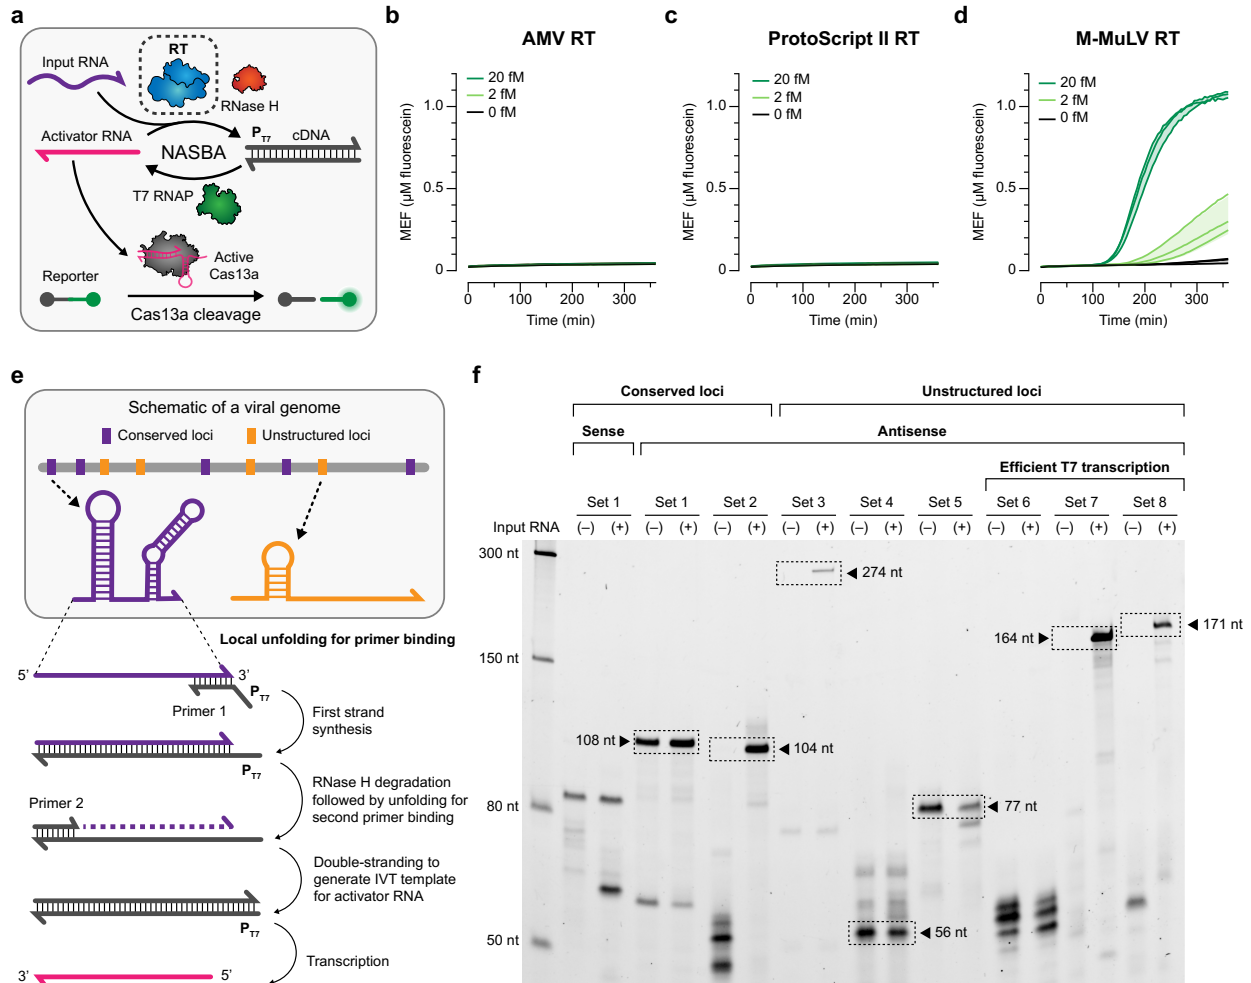 a
Input RNA
RT
RNase H
Activator RNA
PT7
cDNA
NASBA
T7 RNAP
Active
Cas13a
Reporter
Cas13a cleavage
b
AMV RT
20 fM
2 fM
0 fM
MEF (µM fluorescein)
1.0
0.5
0
0
100
200
300
Time (min)
c
ProtoScript II RT
20 fM
2 fM
0 fM
MEF (µM fluorescein)
1.0
0.5
0
0
100
200
300
Time (min)
d
M-MuLV RT
20 fM
2 fM
0 fM
MEF (µM fluorescein)
1.0
0.5
0
0
100
200
300
Time (min)
e
Schematic of a viral genome
Conserved loci
Unstructured loci
Local unfolding for primer binding
5’
3’
PT7
Primer 1
First strand
synthesis
PT7
Primer 2
RNase H degradation
followed by unfolding for
second primer binding
Double-stranding to
generate IVT template
for activator RNA
PT7
Transcription
3’
5’
f
Conserved loci
Unstructured loci
Sense
Antisense
Efficient T7 transcription
Set 1
Set 1
Set 2
Set 3
Set 4
Set 5
Set 6
Set 7
Set 8
Input RNA
(–)
(+)
(–)
(+)
(–)
(+)
(–)
(+)
(–)
(+)
(–)
(+)
(–)
(+)
(–)
(+)
(–)
(+)
300 nt
274 nt
164 nt
171 nt
150 nt
108 nt
104 nt
80 nt
77 nt
56 nt
50 nt